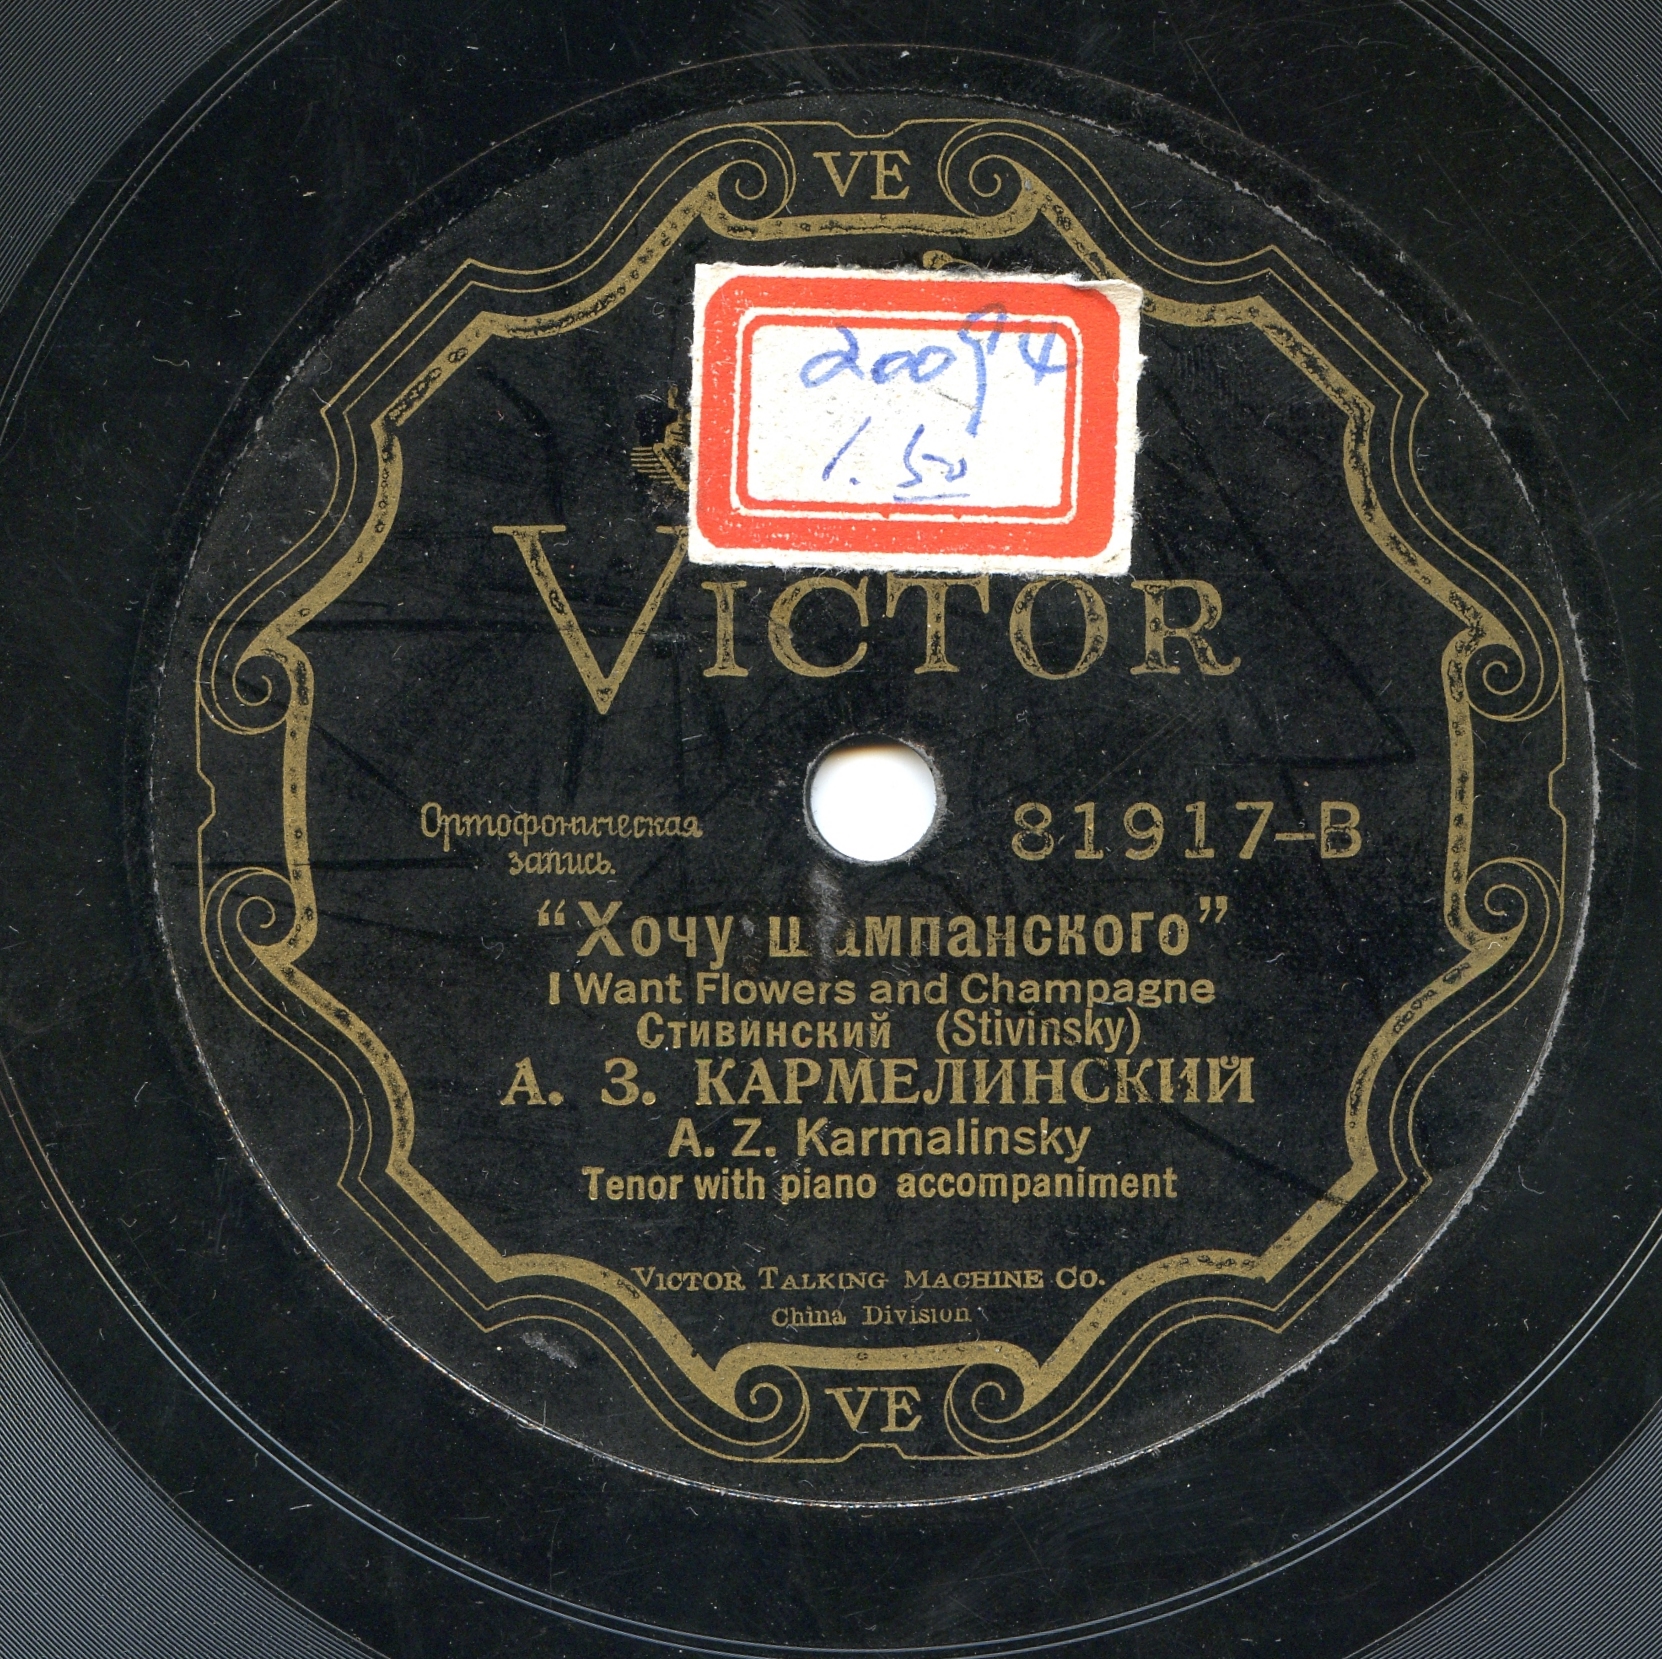 VE
20094
1.50
VICTOR
Ортофоническая
запись.
81917-B
“Хочу шампанского”
I Want Flowers and Champagne
Стивинский (Stivinsky)
А. З. КАРМЕЛИНСКИЙ
A. Z. Karmalinsky
Tenor with piano accompaniment
VICTOR TALKING MACHINE CO.
China Division
VE